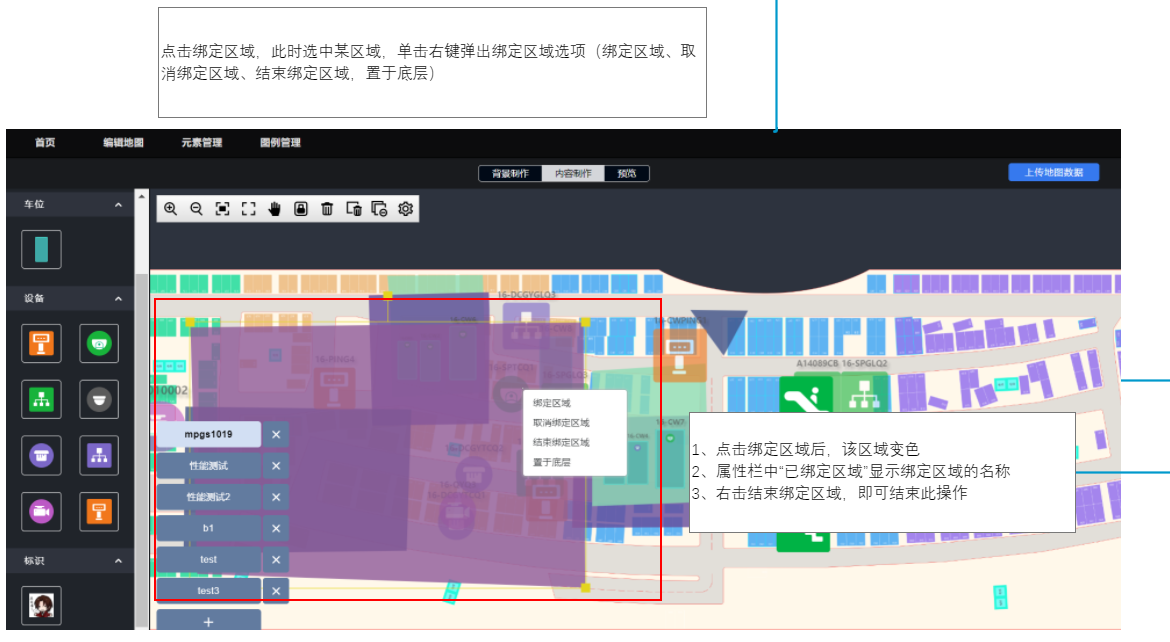 点击绑定区域，此时选中某区域，单击右键弹出绑定区域选项（绑定区域、取
消绑定区域、结束绑定区域，置于底层）
首页 编辑地图 元素管理 图例管理
背景制作 内容制作 预览
上传地图数据
车位
设备
标识
16-DCGYGLQ3
16-PING4
A14089CB 16-SPGLQ2
10002
16-CW7
mpgs1019
性能测试
性能测试2
b1
test
test3
+
绑定区域
取消绑定区域
结束绑定区域
置于底层
1、点击绑定区域后，该区域变色
2、属性栏中“已绑定区域”显示绑定区域的名称
3、右击结束绑定区域，即可结束此操作